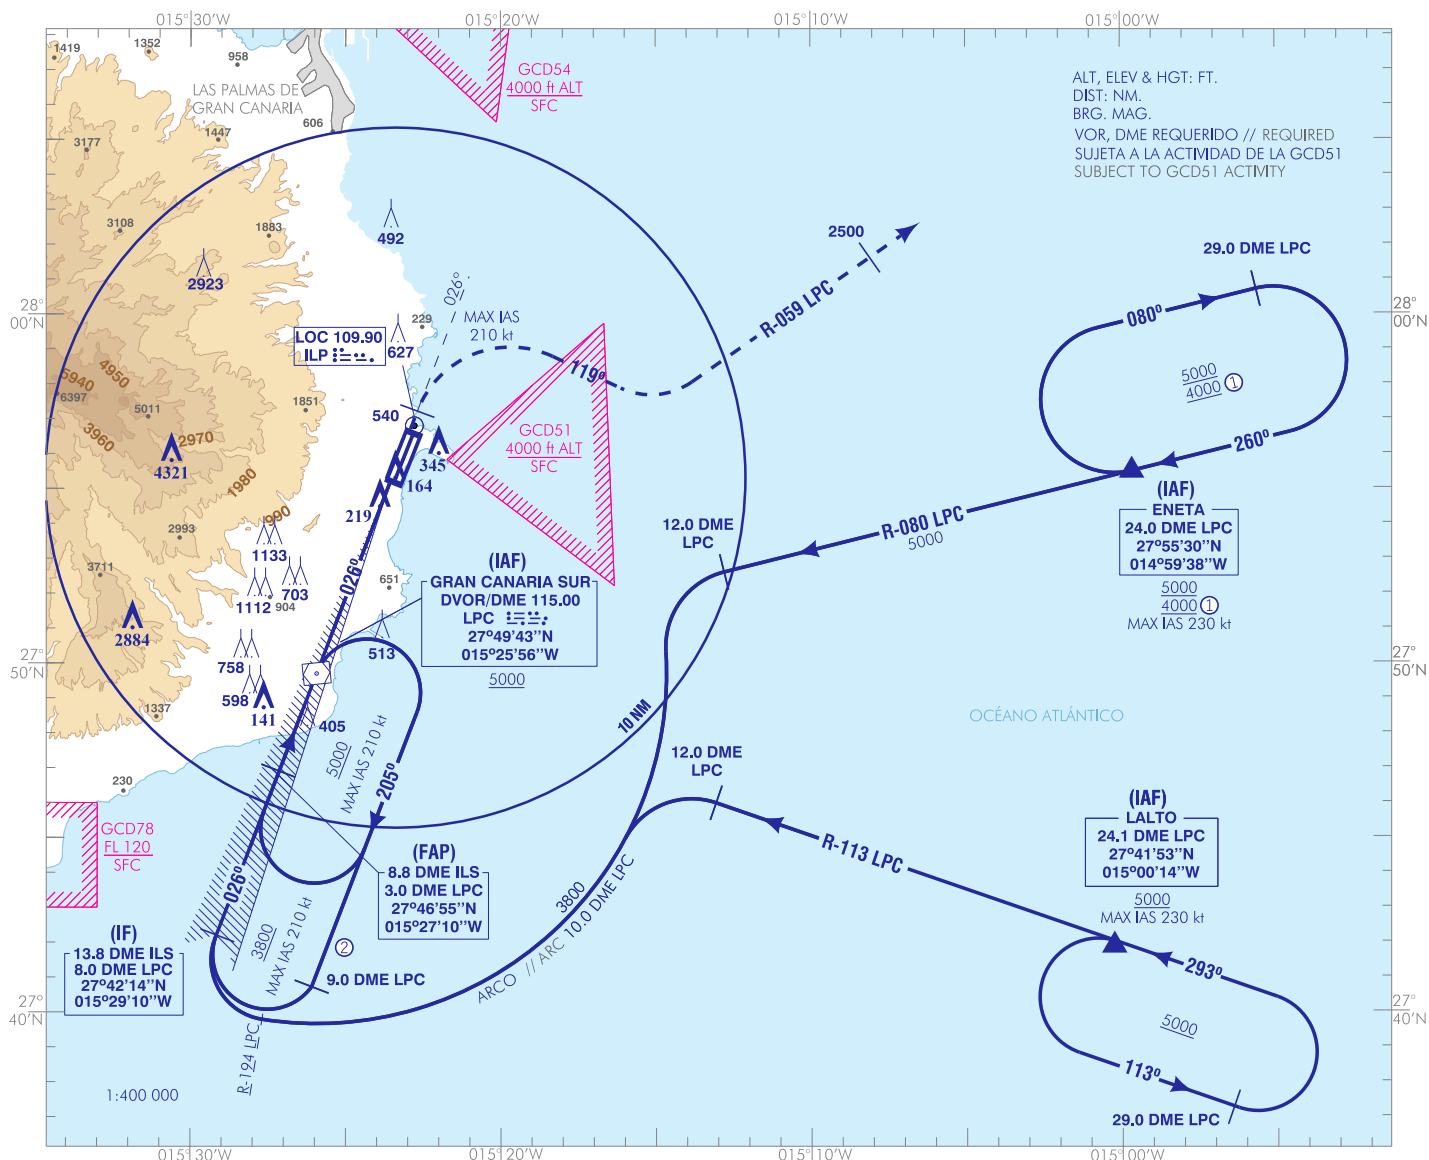 015°30'W
015°20'W
015°10'W
015°00'W
1419
1352
958
LAS PALMAS DE
GRAN CANARIA
606
1447
3177
GCD54
4000 ft ALT
SFC
ALT, ELEV & HGT: FT.
DIST: NM.
BRG. MAG.
VOR, DME REQUERIDO // REQUIRED
SUJETA A LA ACTIVIDAD DE LA GCD51
SUBJECT TO GCD51 ACTIVITY
3108
1883
492
2923
2500
29.0 DME LPC
R-059 LPC
080°
5000
4000 ①
260°
28°
00'N
28°
00'N
026°
MAX IAS
210 kt
229
627
LOC 109.90
ILP
119°
540
4950
5940
6397
5011
1851
3960
2970
4321
1980
990
345
164
219
GCD51
4000 ft ALT
SFC
2993
1133
3711
703
1112
904
2884
651
026°
12.0 DME
LPC
R-080 LPC
5000
(IAF)
ENETA
24.0 DME LPC
27°55'30''N
014°59'38''W
5000
4000 ①
MAX IAS 230 kt
(IAF)
GRAN CANARIA SUR
DVOR/DME 115.00
LPC
27°49'43''N
015°25'56''W
5000
513
758
598
141
405
1337
230
27°
50'N
27°
50'N
10 NM
5000
MAX IAS 210 kt
205°
OCÉANO ATLÁNTICO
12.0 DME
LPC
R-113 LPC
(IAF)
LALTO
24.1 DME LPC
27°41'53''N
015°00'14''W
5000
MAX IAS 230 kt
293°
5000
113°
29.0 DME LPC
GCD78
FL 120
SFC
026°
(FAP)
8.8 DME ILS
3.0 DME LPC
27°46'55''N
015°27'10''W
3800
MAX IAS 210 kt
②
9.0 DME LPC
3800
ARCO // ARC 10.0 DME LPC
(IF)
13.8 DME ILS
8.0 DME LPC
27°42'14''N
015°29'10''W
R-194 LPC
27°
40'N
27°
40'N
1:400 000
015°30'W
015°20'W
015°10'W
015°00'W